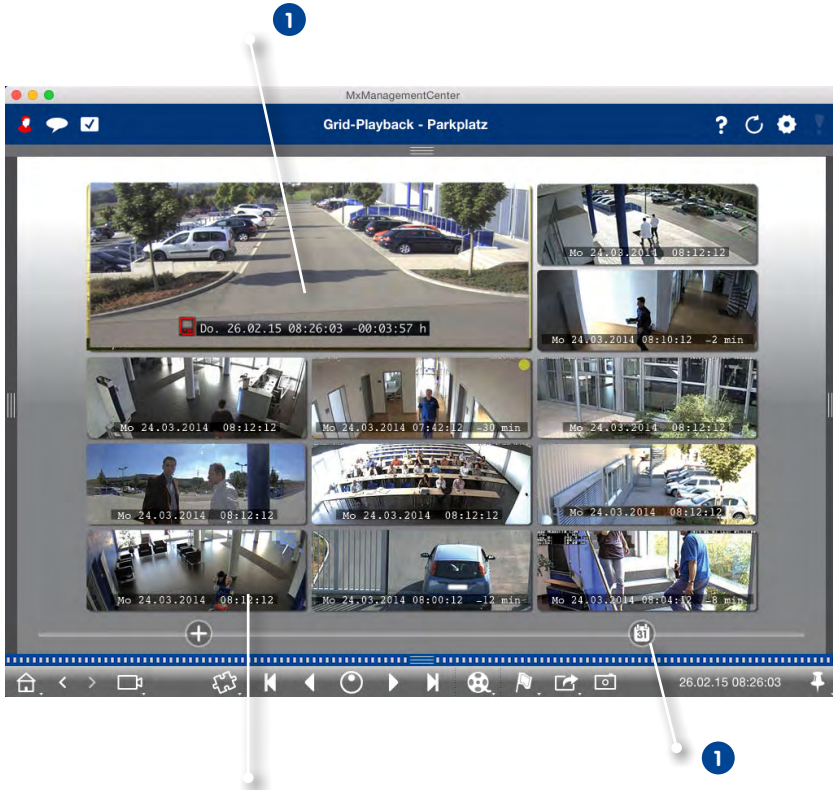 1
MxManagementCenter
Grid-Playback - Parkplatz
?
Mo 24.03.2014 08:12:12
Do. 26.02.15 08:26:03 -00:03:57 h
Mo 24.03.2014 08:10:12 -2 min
Mo 24.03.2014 08:12:12
Mo 24.03.2014 07:42:12 -30 min
Mo 24.03.2014 08:12:12
Mo 24.03.2014 08:12:12
Mo 24.03.2014 08:12:12
Mo 24.03.2014 08:12:12
Mo 24.03.2014 08:12:12
Mo 24.03.2014 08:00:12 -12 min
Mo 24.03.2014 08:04:12 -8 min
31
26.02.15 08:26:03
1